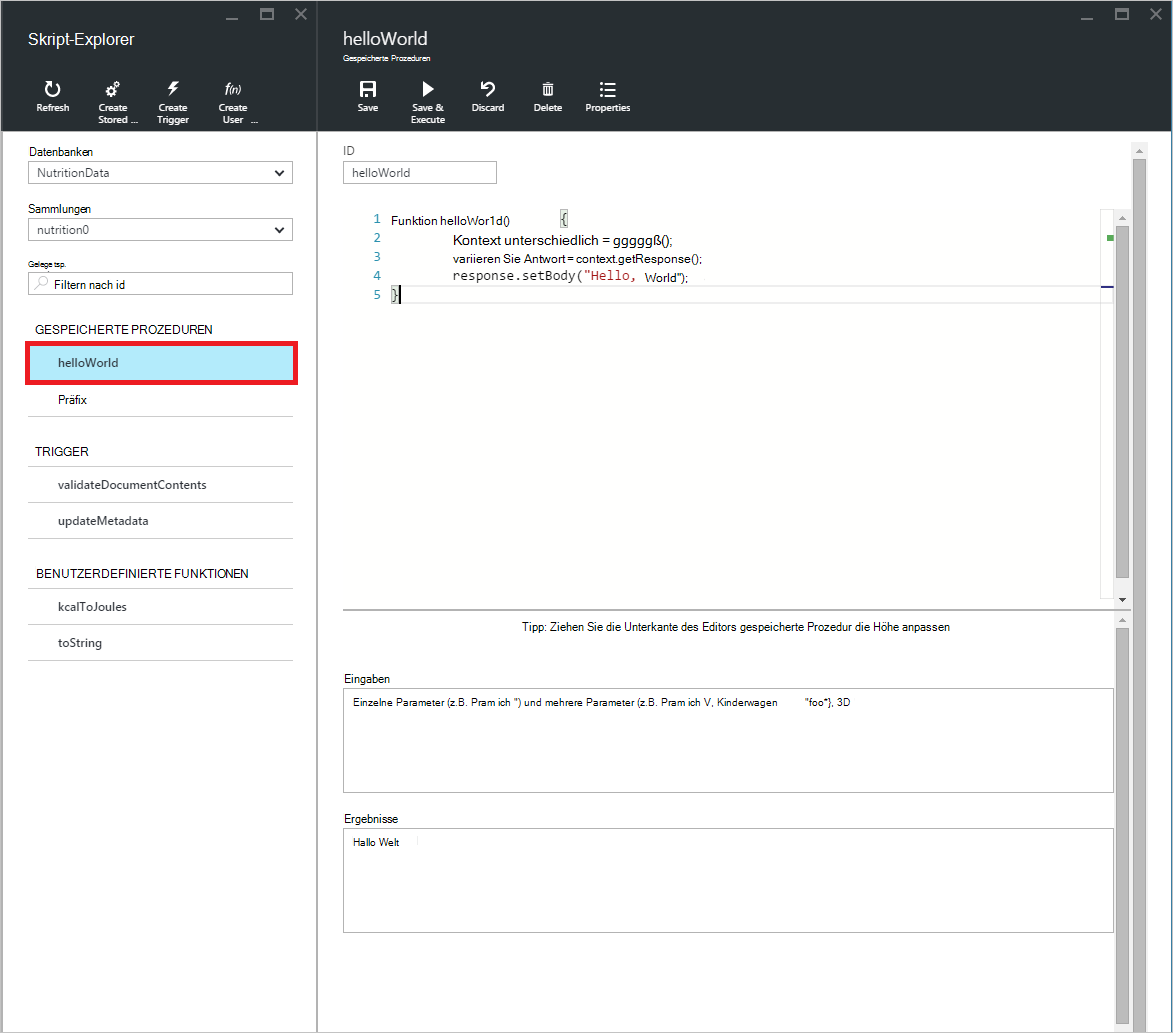 Skript-Explorer
Refresh
Create
Stored ...
Create
Trigger
f(n)
Create
User ...
Datenbanken
NutritionData
Sammlungen
nutrition0
Gelege tsp.
Filtern nach id
GESPEICHERTE PROZEDUREN
helloWorld
Präfix
TRIGGER
validateDocumentContents
updateMetadata
BENUTZERDEFINIERTE FUNKTIONEN
kcalToJoules
toString
helloWorld
Gespeicherte Prozeduren
Save
Save &
Execute
Discard
Delete
Properties
ID
helloWorld
1 Funktion helloWor1d() {
2 Kontext unterschiedlich = gggggß();
3 variieren Sie Antwort = context.getResponse();
4 response.setBody("Hello, World");
5 }
Tipp: Ziehen Sie die Unterkante des Editors gespeicherte Prozedur die Höhe anpassen
Eingaben
Einzelne Parameter (z.B. Pram ich ") und mehrere Parameter (z.B. Pram ich V, Kinderwagen "foo*}, 3D
Ergebnisse
Hallo Welt